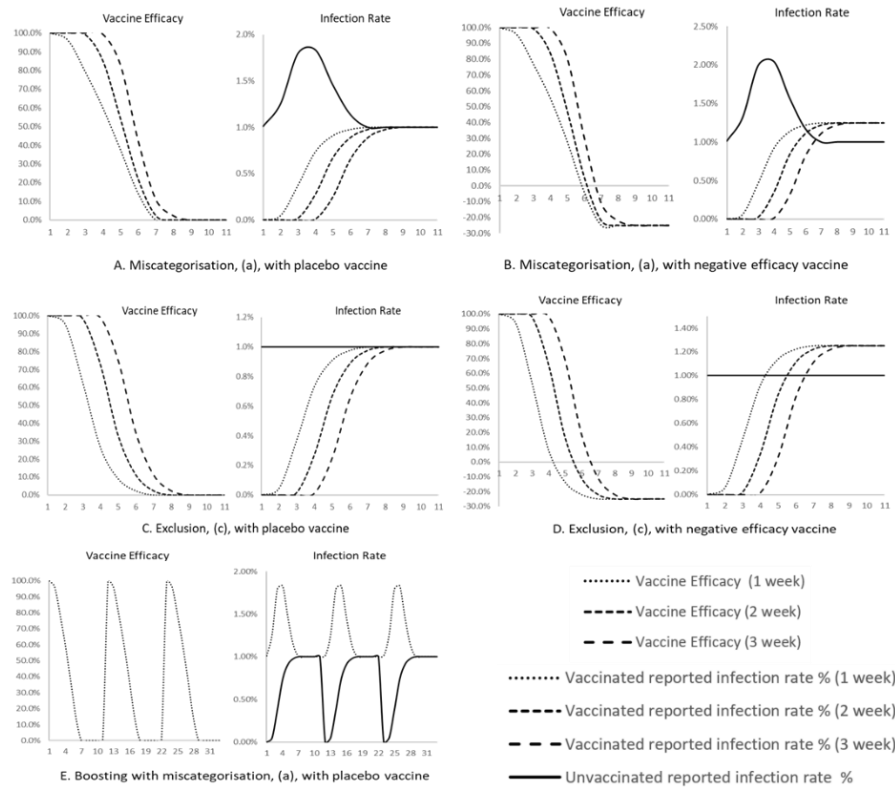 Vaccine Efficacy
100.0%
90.0%
80.0%
70.0%
60.0%
50.0%
40.0%
30.0%
20.0%
10.0%
0.0%
1 2 3 4 5 6 7 8 9 10 11
Infection Rate
2.0%
1.5%
1.0%
0.5%
0.0%
1 2 3 4 5 6 7 8 9 10 11
A. Miscategorisation, (a), with placebo vaccine
Vaccine Efficacy
100.0%
90.0%
80.0%
70.0%
60.0%
50.0%
40.0%
30.0%
20.0%
10.0%
0.0%
-10.0%
-20.0%
-30.0%
1 2 3 4 5 6 7 8 9 10 11
Infection Rate
2.50%
2.00%
1.50%
1.00%
0.50%
0.00%
1 2 3 4 5 6 7 8 9 10 11
B. Miscategorisation, (a), with negative efficacy vaccine
Vaccine Efficacy
100.0%
90.0%
80.0%
70.0%
60.0%
50.0%
40.0%
30.0%
20.0%
10.0%
0.0%
1 2 3 4 5 6 7 8 9 10 11
Infection Rate
1.2%
1.0%
0.8%
0.6%
0.4%
0.2%
0.0%
1 2 3 4 5 6 7 8 9 10 11
C. Exclusion, (c), with placebo vaccine
Vaccine Efficacy
100.0%
90.0%
80.0%
70.0%
60.0%
50.0%
40.0%
30.0%
20.0%
10.0%
0.0%
-10.0%
-20.0%
-30.0%
1 2 3 4 5 6 7 8 9 10 11
Infection Rate
1.40%
1.20%
1.00%
0.80%
0.60%
0.40%
0.20%
0.00%
1 2 3 4 5 6 7 8 9 10 11
D. Exclusion, (c), with negative efficacy vaccine
Vaccine Efficacy
100.0%
90.0%
80.0%
70.0%
60.0%
50.0%
40.0%
30.0%
20.0%
10.0%
0.0%
1 4 7 10 13 16 19 22 25 28 31
Infection Rate
2.00%
1.50%
1.00%
0.50%
0.00%
1 4 7 10 13 16 19 22 25 28 31
E. Boosting with miscategorisation, (a), with placebo vaccine
Vaccine Efficacy (1 week)
Vaccine Efficacy (2 week)
Vaccine Efficacy (3 week)
Vaccinated reported infection rate % (1 week)
Vaccinated reported infection rate % (2 week)
Vaccinated reported infection rate % (3 week)
Unvaccinated reported infection rate %